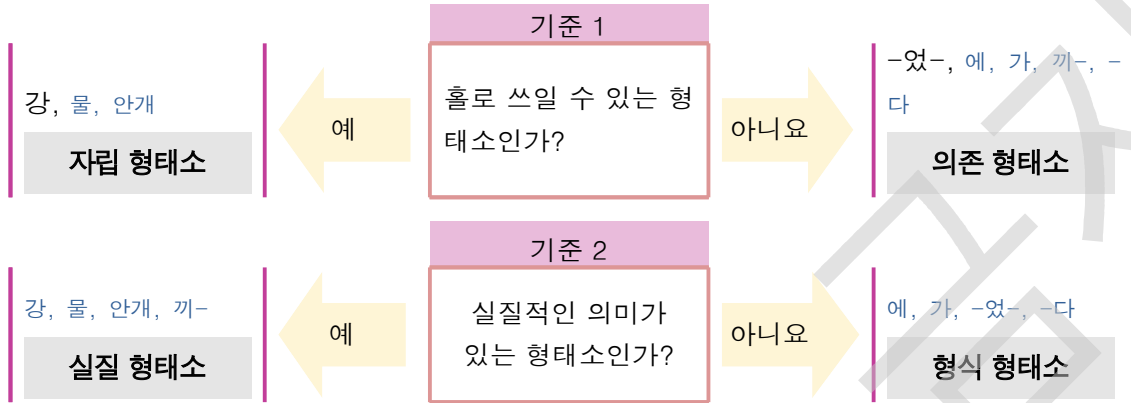 기준 1
강, 물, 안개
자립 형태소
예
홀로 쓰일 수 있는 형
태소인가?
아니요
-었-, 에, 가, 끼-, -
다
의존 형태소
기준 2
강, 물, 안개, 끼-
실질 형태소
예
실질적인 의미가
있는 형태소인가?
아니요
에, 가, -었-, -다
형식 형태소